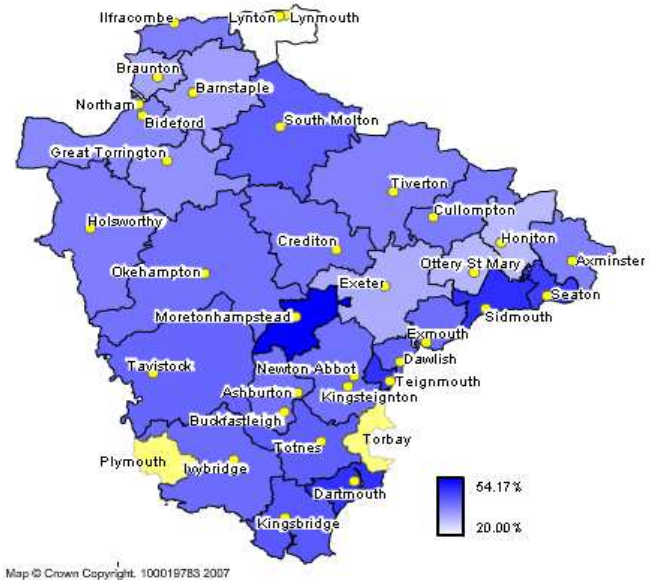 Ilfracombe
Lynton
Lynmouth
Braunton
Barnstaple
Northam
Bideford
South Molton
Great Torrington
Tiverton
Cullompton
Holsworthy
Crediton
Honiton
Ottery St Mary
Axminster
Okehampton
Exeter
Seaton
Moretonhampstead
Sidmouth
Exmouth
Tavistock
Newton Abbot
Dawlish
Teignmouth
Ashburton
Kingsteignton
Buckfastleigh
Torbay
Totnes
Plymouth
Ivybridge
Dartmouth
Kingsbridge
54.17%
20.00%
Map © Crown Copyright. 100019783 2007